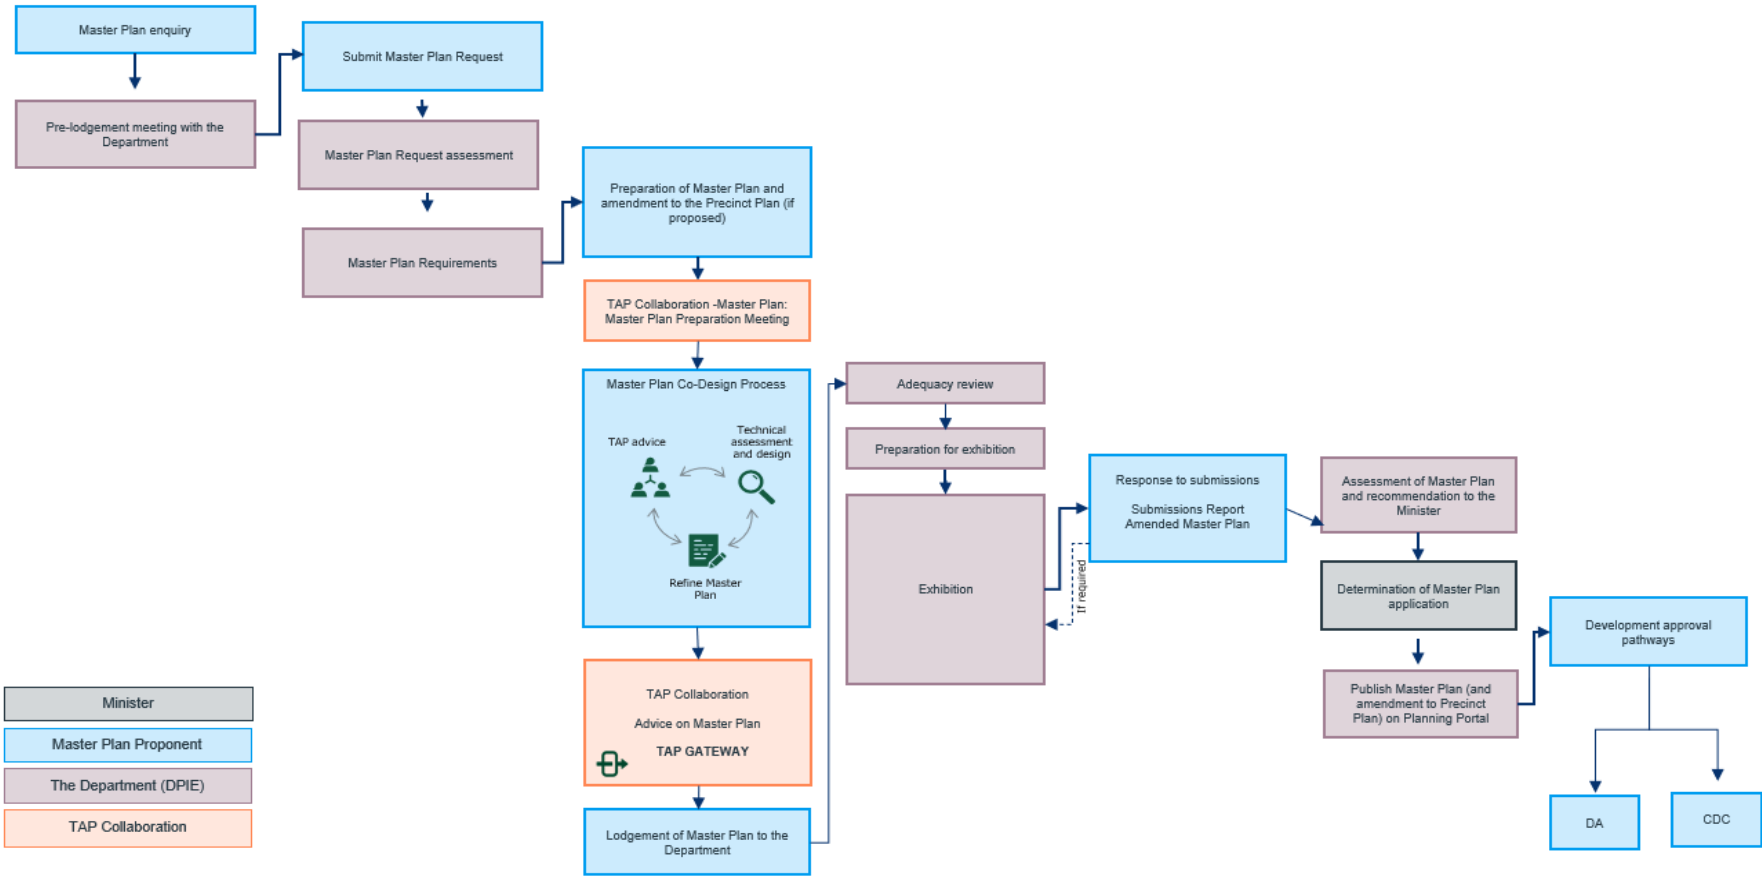 Master Plan enquiry
Pre-lodgement meeting with the
Department
Submit Master Plan Request
Master Plan Request assessment
Master Plan Requirements
Preparation of Master Plan and
amendment to the Precinct Plan (if
proposed)
TAP Collaboration -Master Plan:
Master Plan Preparation Meeting
Master Plan Co-Design Process
TAP advice
Technical
assessment
and design
Refine Master
Plan
TAP Collaboration
Advice on Master Plan
TAP GATEWAY
Lodgement of Master Plan to the
Department
Adequacy review
Preparation for exhibition
Exhibition
Response to submissions
Submissions Report
Amended Master Plan
If required
Assessment of Master Plan
and recommendation to the
Minister
Determination of Master Plan
application
Publish Master Plan (and
amendment to Precinct
Plan) on Planning Portal
Development approval
pathways
DA
CDC
Minister
Master Plan Proponent
The Department (DPIE)
TAP Collaboration